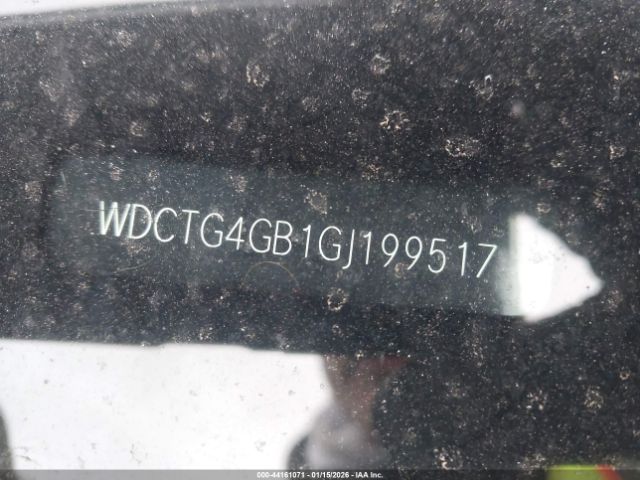 WDCTG4GB1GJ199517
000-44161071 - 01/15/2026 - IAA Inc.